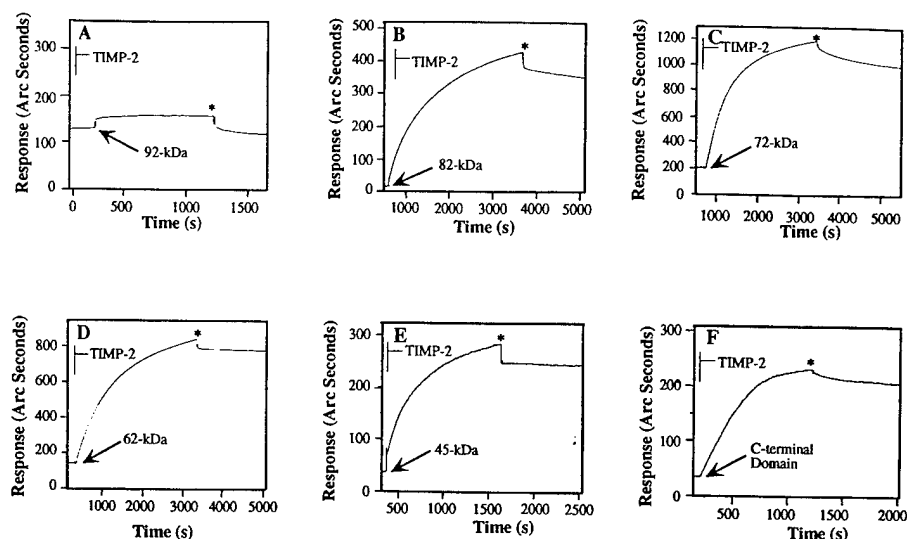 A
Response (Arc Seconds)
300
200
100
0
TIMP-2
*
92-kDa
0 500 1000 1500
Time (s)
B
Response (Arc Seconds)
500
400
300
200
100
0
TIMP-2
*
82-kDa
1000 2000 3000 4000 5000
Time (s)
C
Response (Arc Seconds)
1200
1000
800
600
400
200
0
TIMP-2
*
72-kDa
1000 2000 3000 4000 5000
Time (s)
D
Response (Arc Seconds)
800
600
400
200
0
TIMP-2
*
62-kDa
1000 2000 3000 4000 5000
Time (s)
E
Response (Arc Seconds)
300
200
100
0
TIMP-2
*
45-kDa
500 1000 1500 2000 2500
Time (s)
F
Response (Arc Seconds)
300
200
100
0
TIMP-2
*
C-terminal
Domain
500 1000 1500 2000
Time (s)